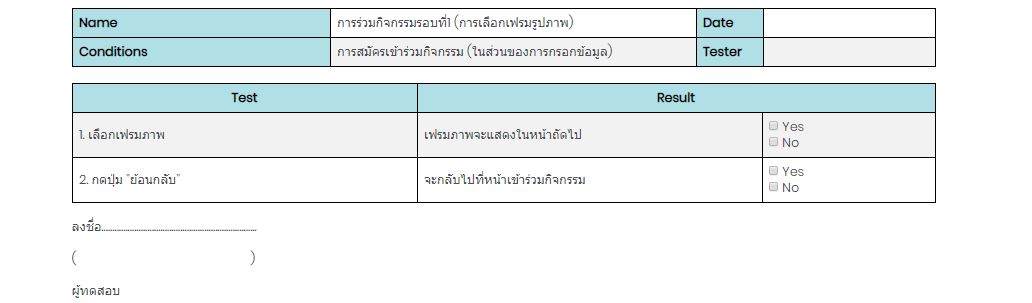 Name การร่วมกิจกรรมรอบที่1 (การเลือกเฟรมรูปภาพ) Date
Conditions การสมัครเข้าร่วมกิจกรรม (ในส่วนของการกรอกข้อมูล) Tester
Test Result
1. เลือกเฟรมภาพ เฟรมภาพจะแสดงในหน้าถัดไป Yes
No
2. กดปุ่ม "ย้อนกลับ" จะกลับไปที่หน้าเข้าร่วมกิจกรรม Yes
No
ลงชื่อ......................................................................
( )
ผู้ทดสอบ